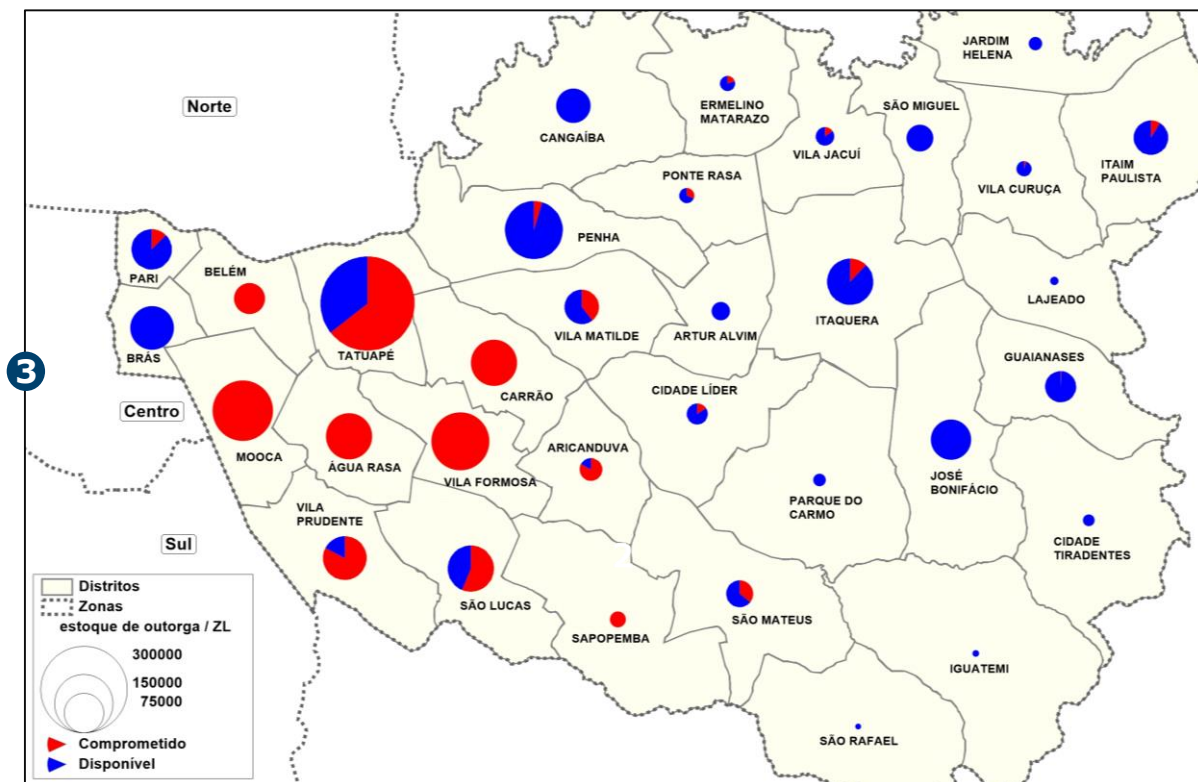 JARDIM
HELENA
Norte
ERMELINO
MATARAZO
SÃO MIGUEL
CANGAÍBA
VILA JACUÍ
ITAIM
PAULISTA
PONTE RASA
VILA CURUÇA
PENHA
PARI
BELÉM
LAJEADO
ITAQUERA
VILA MATILDE
ARTUR ALVIM
BRÁS
TATUAPÉ
GUAIANASES
3
CARRÃO
CIDADE LÍDER
Centro
MOOCA
ÁGUA RASA
ARICANDUVA
VILA FORMOSA
JOSÉ
BONIFÁCIO
PARQUE DO
CARMO
VILA
PRUDENTE
CIDADE
TIRADENTES
Sul
SÃO LUCAS
SAPOPEMBA
SÃO MATEUS
IGUATEMI
SÃO RAFAEL
Distritos
Zonas
estoque de outorga / ZL
300000
150000
75000
Comprometido
Disponível